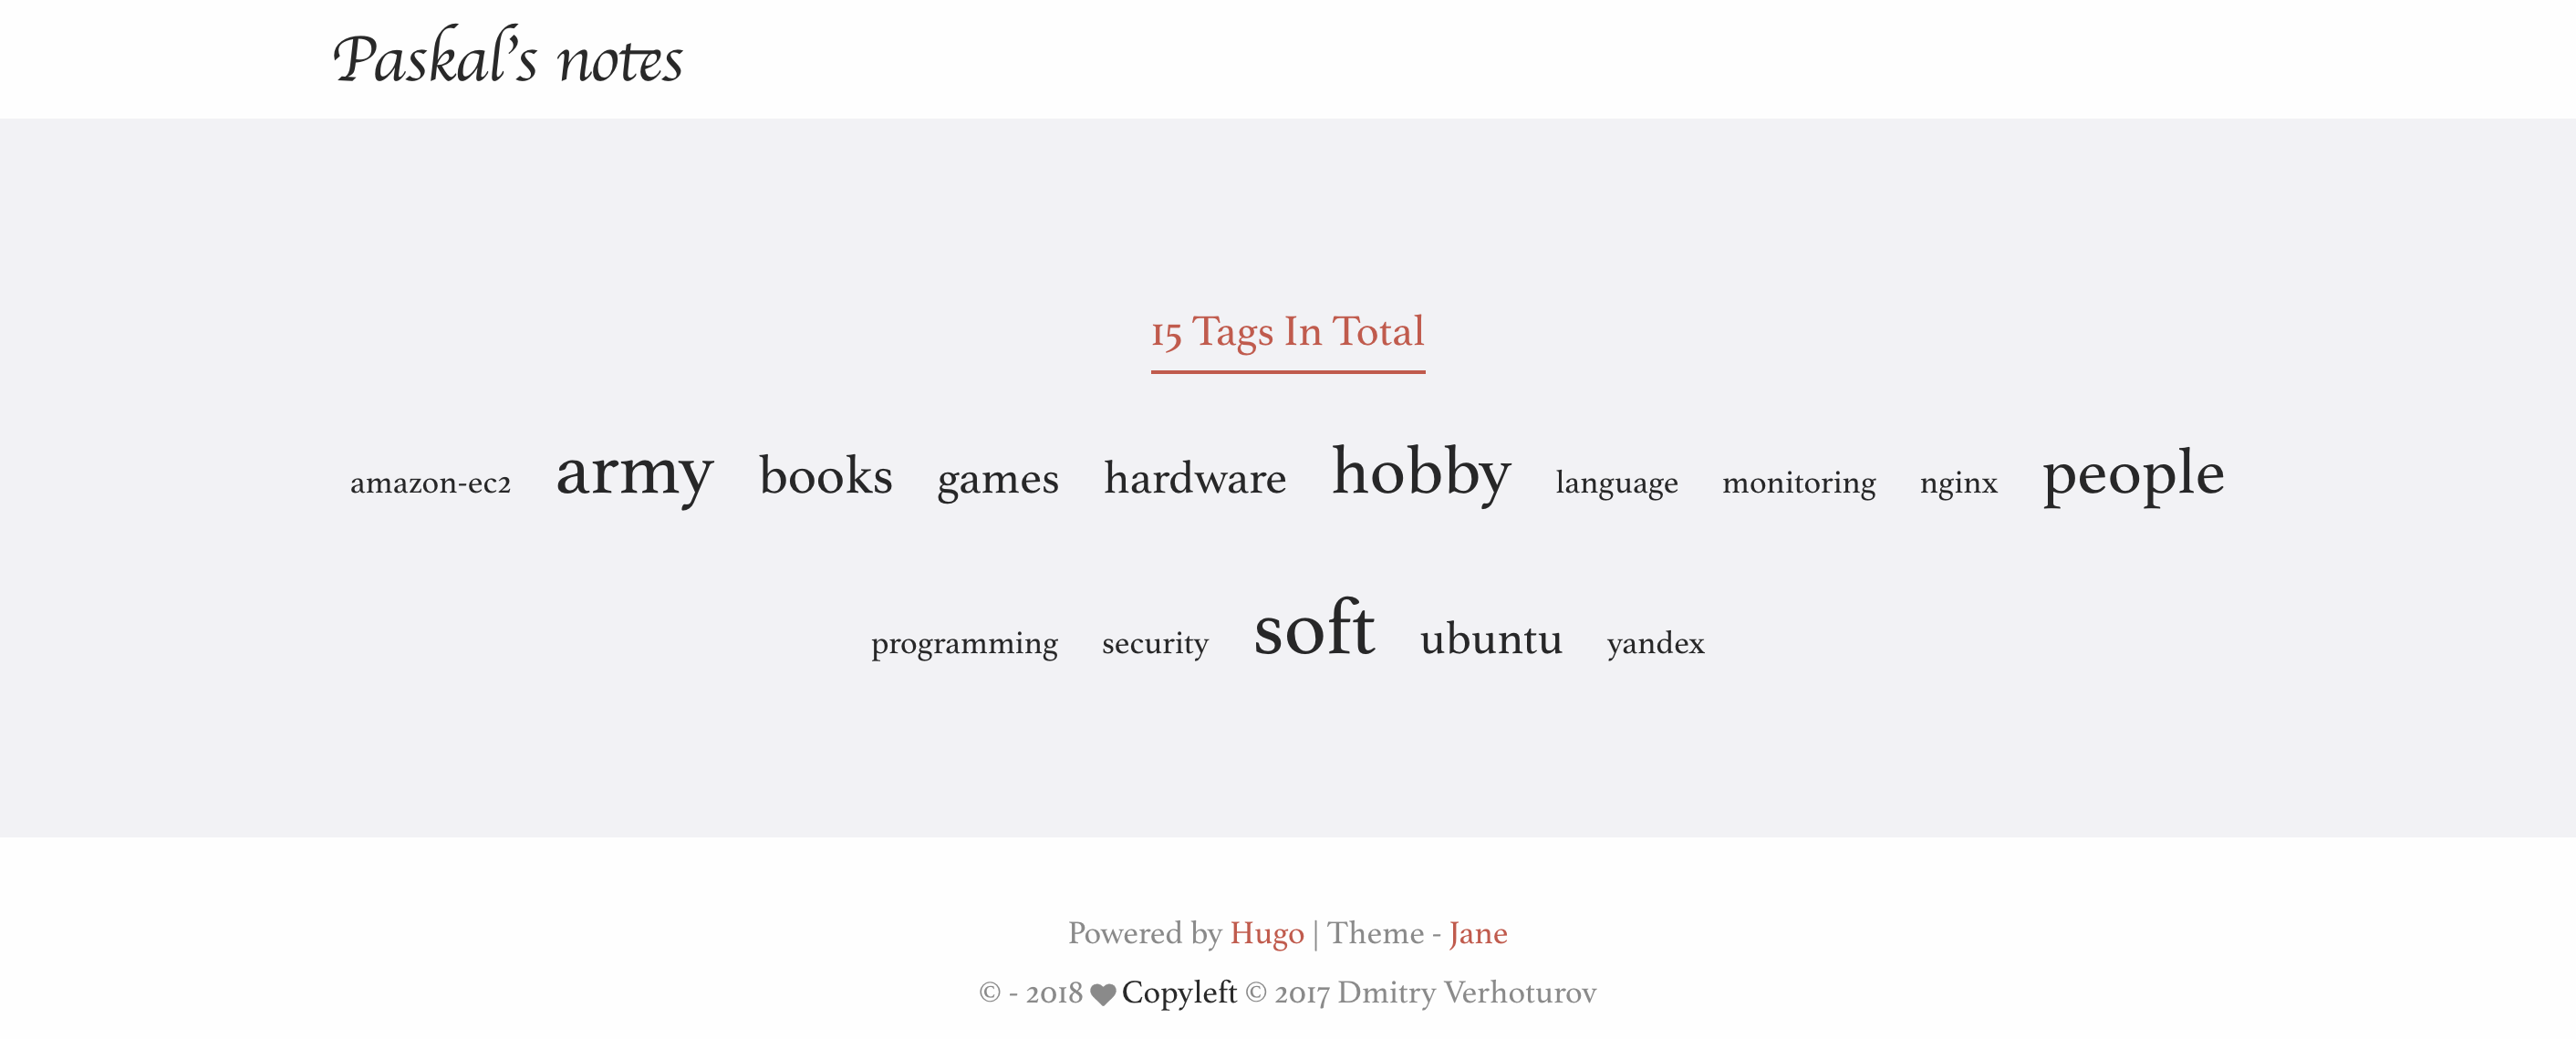 Paskal's notes
15 Tags In Total
amazon-ec2 army books games hardware hobby language monitoring nginx people
programming security soft ubuntu yandex
Powered by Hugo | Theme - Jane
© - 2018 ♥ Copyleft © 2017 Dmitry Verhoturov